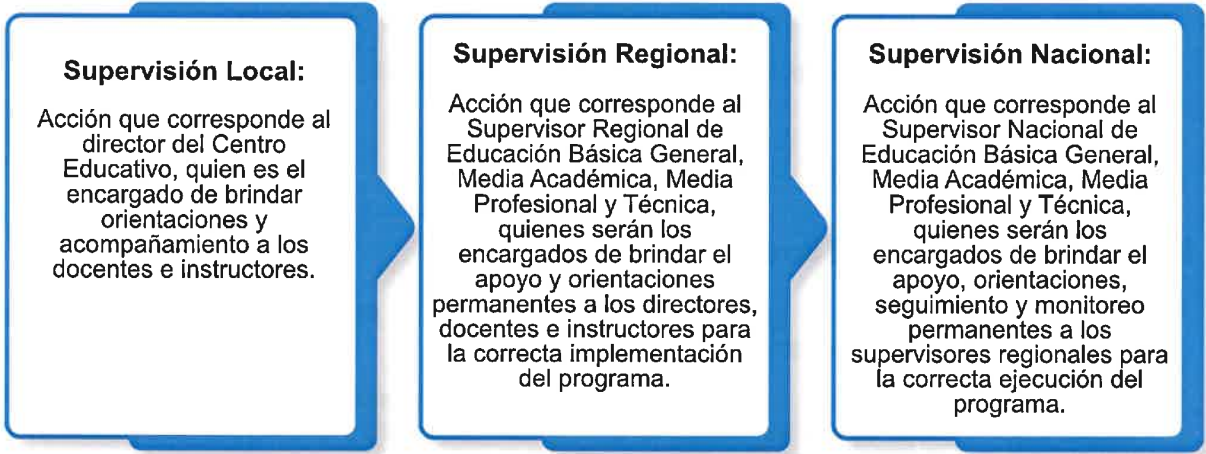 Supervisión Local:
Acción que corresponde al
director del Centro
Educativo, quien es el
encargado de brindar
orientaciones y
acompañamiento a los
docentes e instructores.
Supervisión Regional:
Acción que corresponde al
Supervisor Regional de
Educación Básica General,
Media Académica, Media
Profesional y Técnica,
quienes serán los
encargados de brindar el
apoyo y orientaciones
permanentes a los directores,
docentes e instructores para
la correcta implementación
del programa.
Supervisión Nacional:
Acción que corresponde al
Supervisor Nacional de
Educación Básica General,
Media Académica, Media
Profesional y Técnica,
quienes serán los
encargados de brindar el
apoyo, orientaciones,
seguimiento y monitoreo
permanentes a los
supervisores regionales para
la correcta ejecución del
programa.